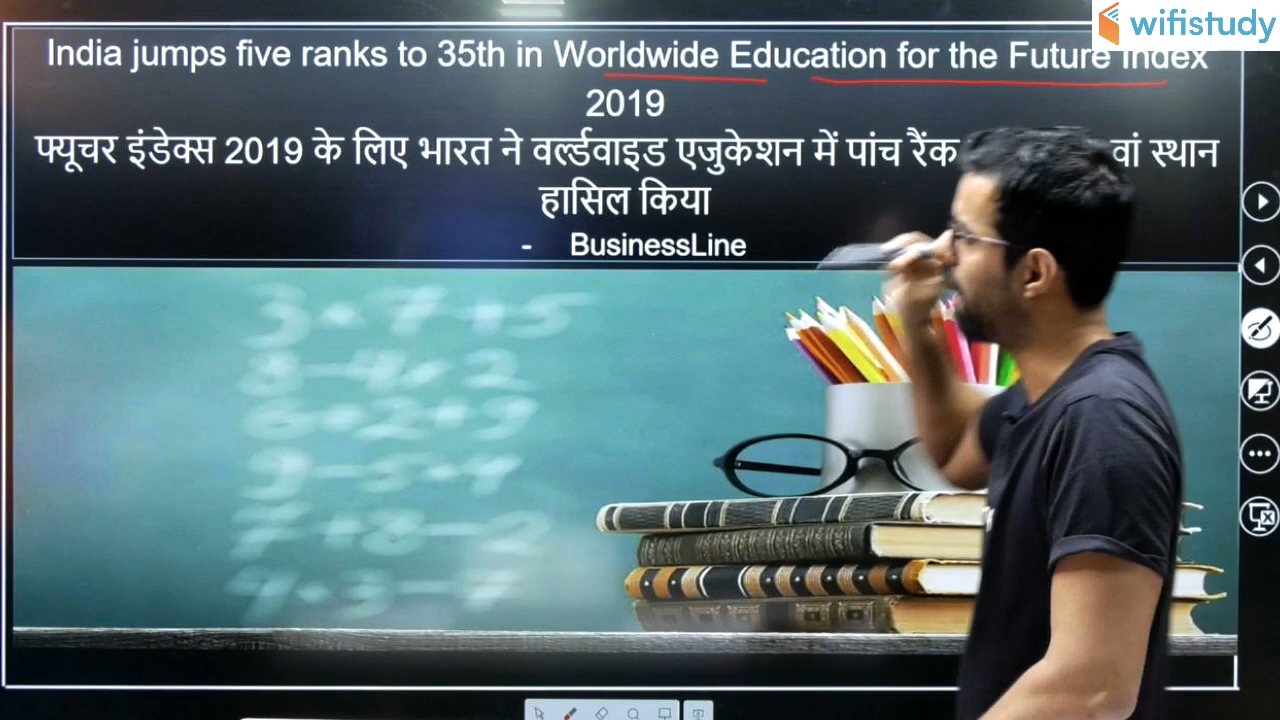 wifistudy
India jumps five ranks to 35th in Worldwide Education for the Future Index
2019
फ्यूचर इंडेक्स 2019 के लिए भारत ने वर्ल्डवाइड एजुकेशन में पांच रैंक वां स्थान
हासिल किया
- BusinessLine